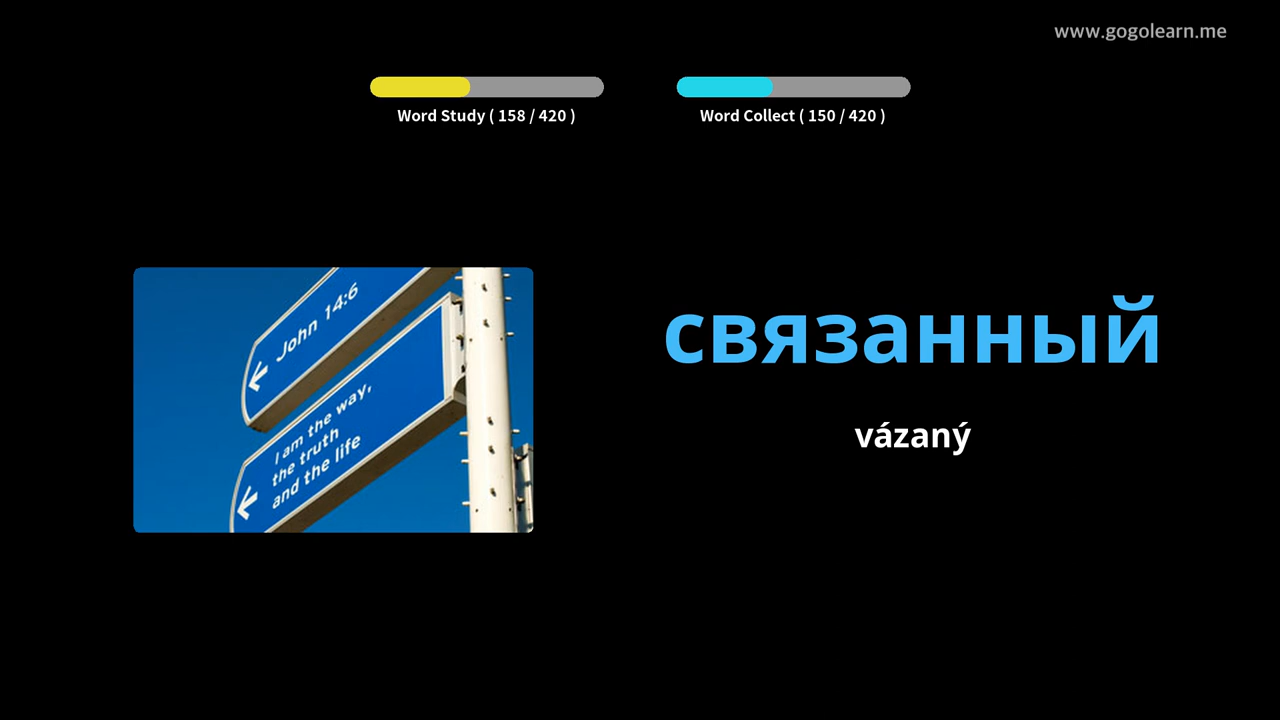 www.gogolearn.me
Word Study ( 158 / 420 )
Word Collect ( 150 / 420 )
John 14:6
I am the way,
the truth
and the life
связанный
vázaný